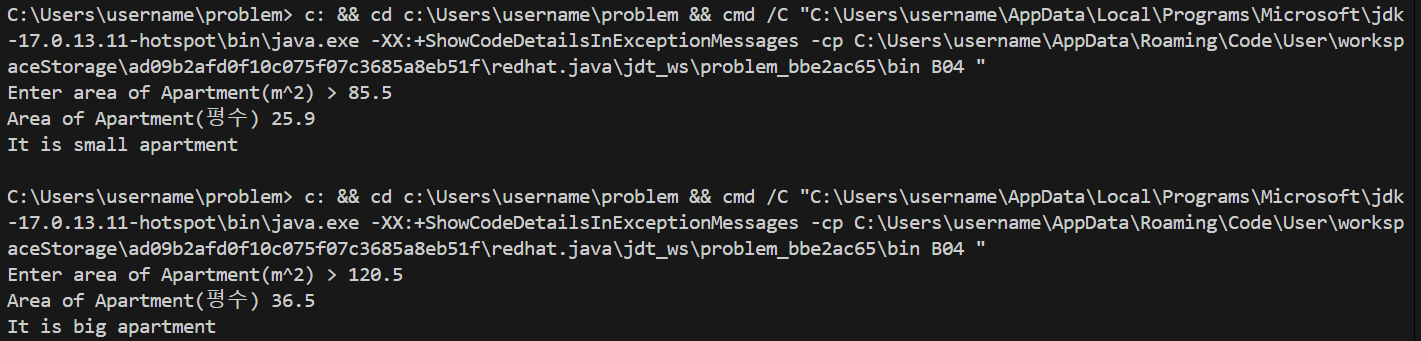 C:\Users\username\problem> c: && cd c:\Users\username\problem && cmd /C "C:\Users\username\AppData\Local\Programs\Microsoft\jdk
-17.0.13.11-hotspot\bin\java.exe -XX:+ShowCodeDetailsInExceptionMessages -cp C:\Users\username\AppData\Roaming\Code\User\worksp
aceStorage\ad09b2afd0f10c075f07c3685a8eb51f\redhat.java\jdt_ws\problem_bbe2ac65\bin B04 "
Enter area of Apartment(m^2) > 85.5
Area of Apartment(평수) 25.9
It is small apartment
C:\Users\username\problem> c: && cd c:\Users\username\problem && cmd /C "C:\Users\username\AppData\Local\Programs\Microsoft\jdk
-17.0.13.11-hotspot\bin\java.exe -XX:+ShowCodeDetailsInExceptionMessages -cp C:\Users\username\AppData\Roaming\Code\User\worksp
aceStorage\ad09b2afd0f10c075f07c3685a8eb51f\redhat.java\jdt_ws\problem_bbe2ac65\bin B04 "
Enter area of Apartment(m^2) > 120.5
Area of Apartment(평수) 36.5
It is big apartment